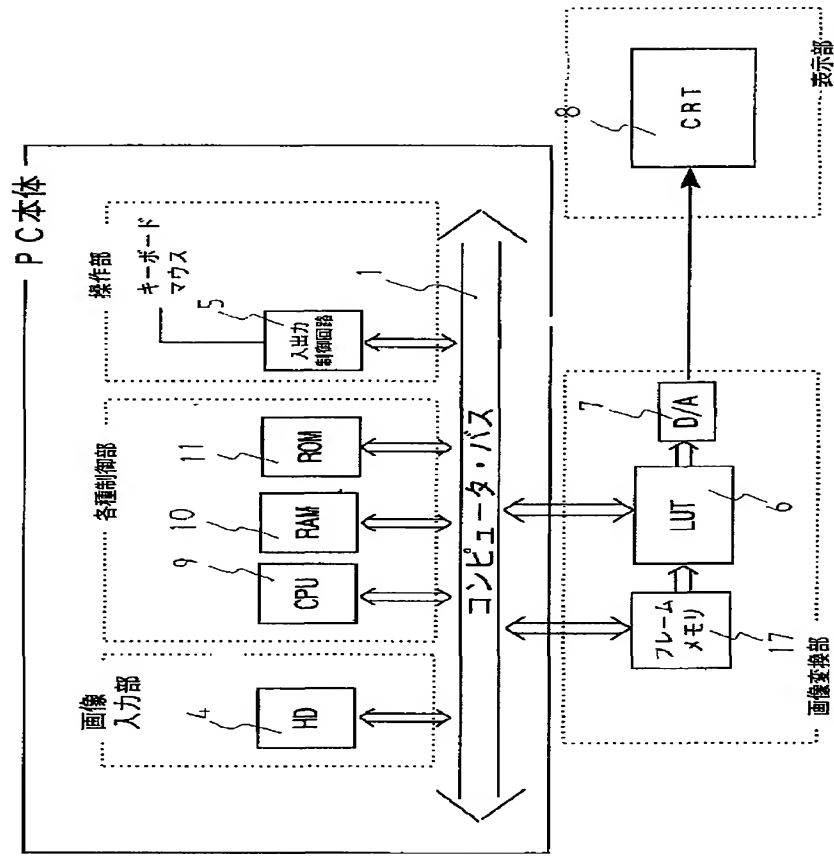 PC本体
画像
入力部
4
HD
各種制御部
9
CPU
10
RAM
11
ROM
操作部
キーボード
マウス
5
入出力
制御回路
1
コンピュータ・バス
フレーム
メモリ
17
LUT
6
D/A
7
画像変換部
8
CRT
表示部